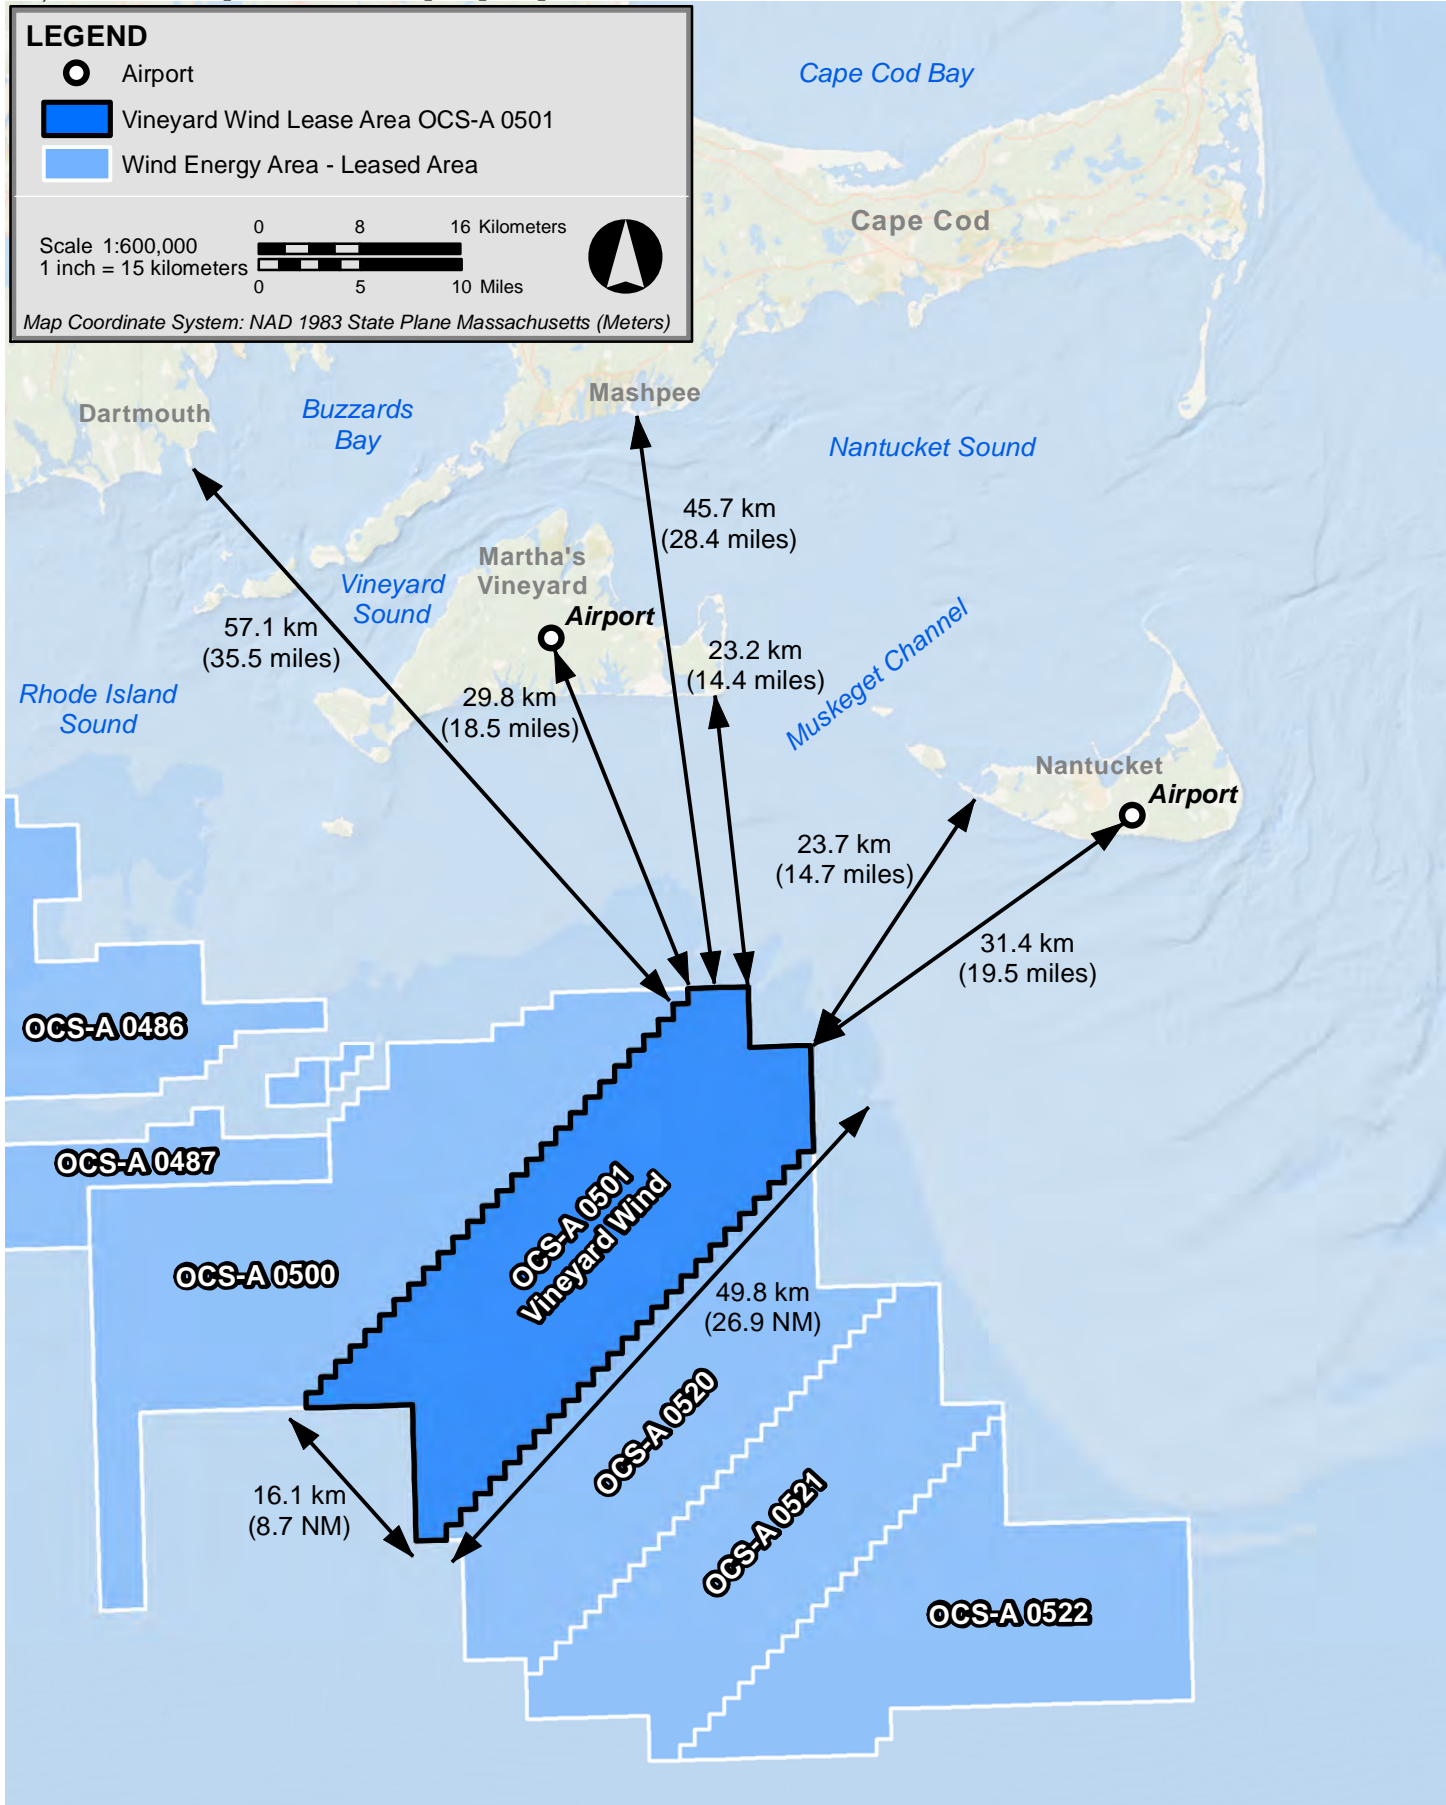 LEGEND
Airport
Vineyard Wind Lease Area OCS-A 0501
Wind Energy Area - Leased Area
Scale 1:600,000
1 inch = 15 kilometers
0 8 16 Kilometers
0 5 10 Miles
Map Coordinate System: NAD 1983 State Plane Massachusetts (Meters)
Cape Cod Bay
Cape Cod
Mashpee
Dartmouth
Buzzards
Bay
Nantucket Sound
45.7 km
(28.4 miles)
Martha's
Vineyard
Vineyard
Sound
Airport
57.1 km
(35.5 miles)
23.2 km
(14.4 miles)
Muskeget Channel
Rhode Island
Sound
29.8 km
(18.5 miles)
Nantucket
Airport
23.7 km
(14.7 miles)
31.4 km
(19.5 miles)
OCS-A 0486
OCS-A 0487
OCS-A 0501
Vineyard Wind
OCS-A 0500
49.8 km
(26.9 NM)
OCS-A 0520
16.1 km
(8.7 NM)
OCS-A 0521
OCS-A 0522